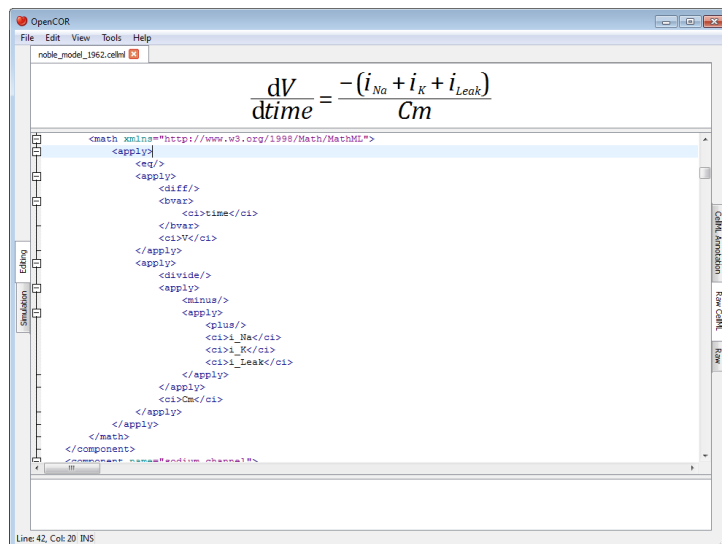 OpenCOR
File Edit View Tools Help
noble_model_1962.cellml
dV/dtime = −(i_Na + i_K + i_Leak)/Cm
<math xmlns="http://www.w3.org/1998/Math/MathML">
<apply>
<eq/>
<apply>
<diff/>
<bvar>
<ci>time</ci>
</bvar>
<ci>V</ci>
</apply>
<apply>
<divide/>
<apply>
<minus/>
<apply>
<plus/>
<ci>i_Na</ci>
<ci>i_K</ci>
<ci>i_Leak</ci>
</apply>
</apply>
<ci>Cm</ci>
</apply>
</apply>
</math>
</component>
<component name="sodium_channel">
Editing
Simulation
CellML Annotation
Raw CellML
Raw
Line: 42, Col: 20 INS